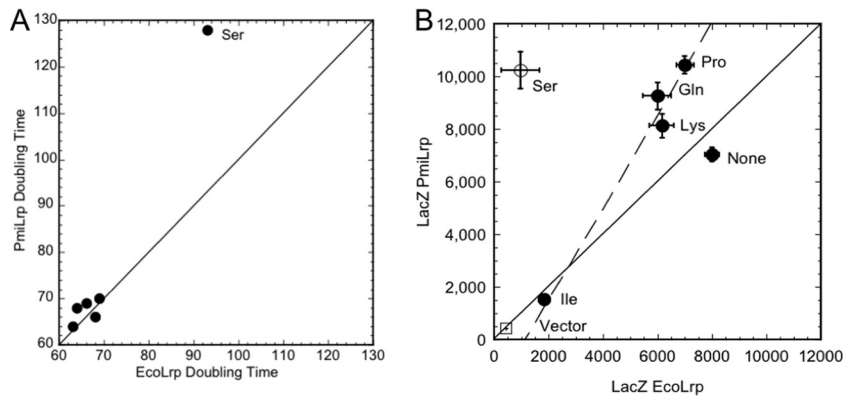 A
130
120
110
100
90
80
70
60
PmiLrp Doubling Time
Ser
60 70 80 90 100 110 120 130
EcoLrp Doubling Time
B
12,000
10,000
8,000
6,000
4,000
2,000
0
LacZ PmiLrp
Ser
Pro
Gln
Lys
None
Ile
Vector
0 2000 4000 6000 8000 10000 12000
LacZ EcoLrp